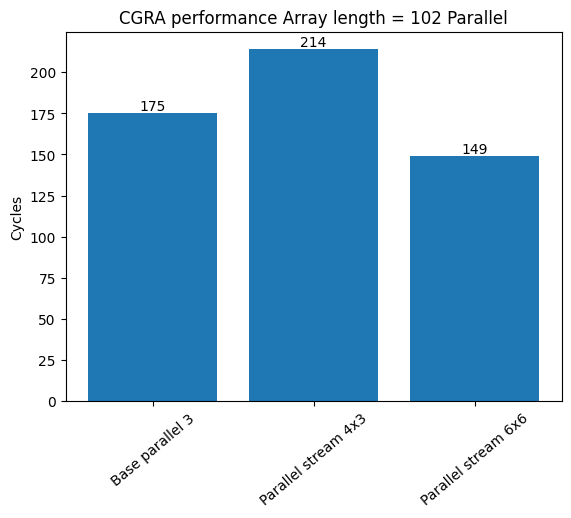 CGRA performance Array length = 102 Parallel
214
175
149
200
175
150
125
100
75
50
25
0
Cycles
Base parallel 3
Parallel stream 4x3
Parallel stream 6x6